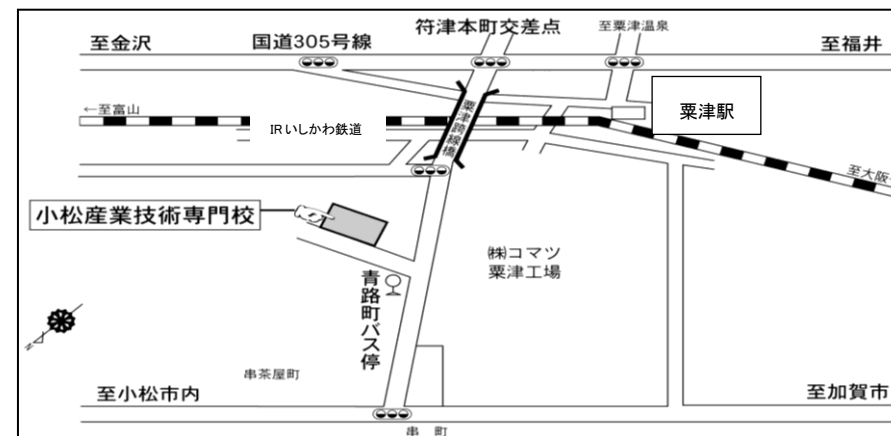 符津本町交差点
至金沢
国道305号線
至粟津温泉
至福井
←至富山
IRいしかわ鉄道
粟津跨線橋
粟津駅
至大阪
小松産業技術専門校
㈱コマツ
粟津工場
青路町バス停
N
串茶屋町
至小松市内
至加賀市
串 町